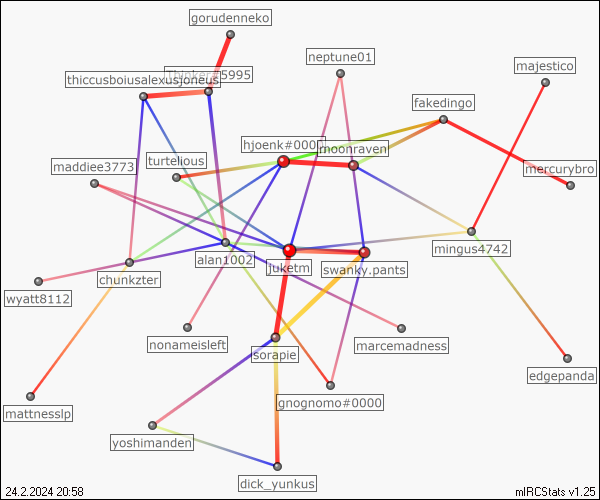 gorudenneko
neptune01
majestico
thiccusboiusalexusjoneus
5995
fakedingo
hjoenk#0000
moonraven
maddiee3773
turtelious
mercurybro
alan1002
juketm
swanky.pants
mingus4742
chunkzter
wyatt8112
nonameisleft
sorapie
marcemadness
edgepanda
mattnesslp
gnognomo#0000
yoshimanden
dick_yunkus
24.2.2024 20:58
mIRCStats v1.25